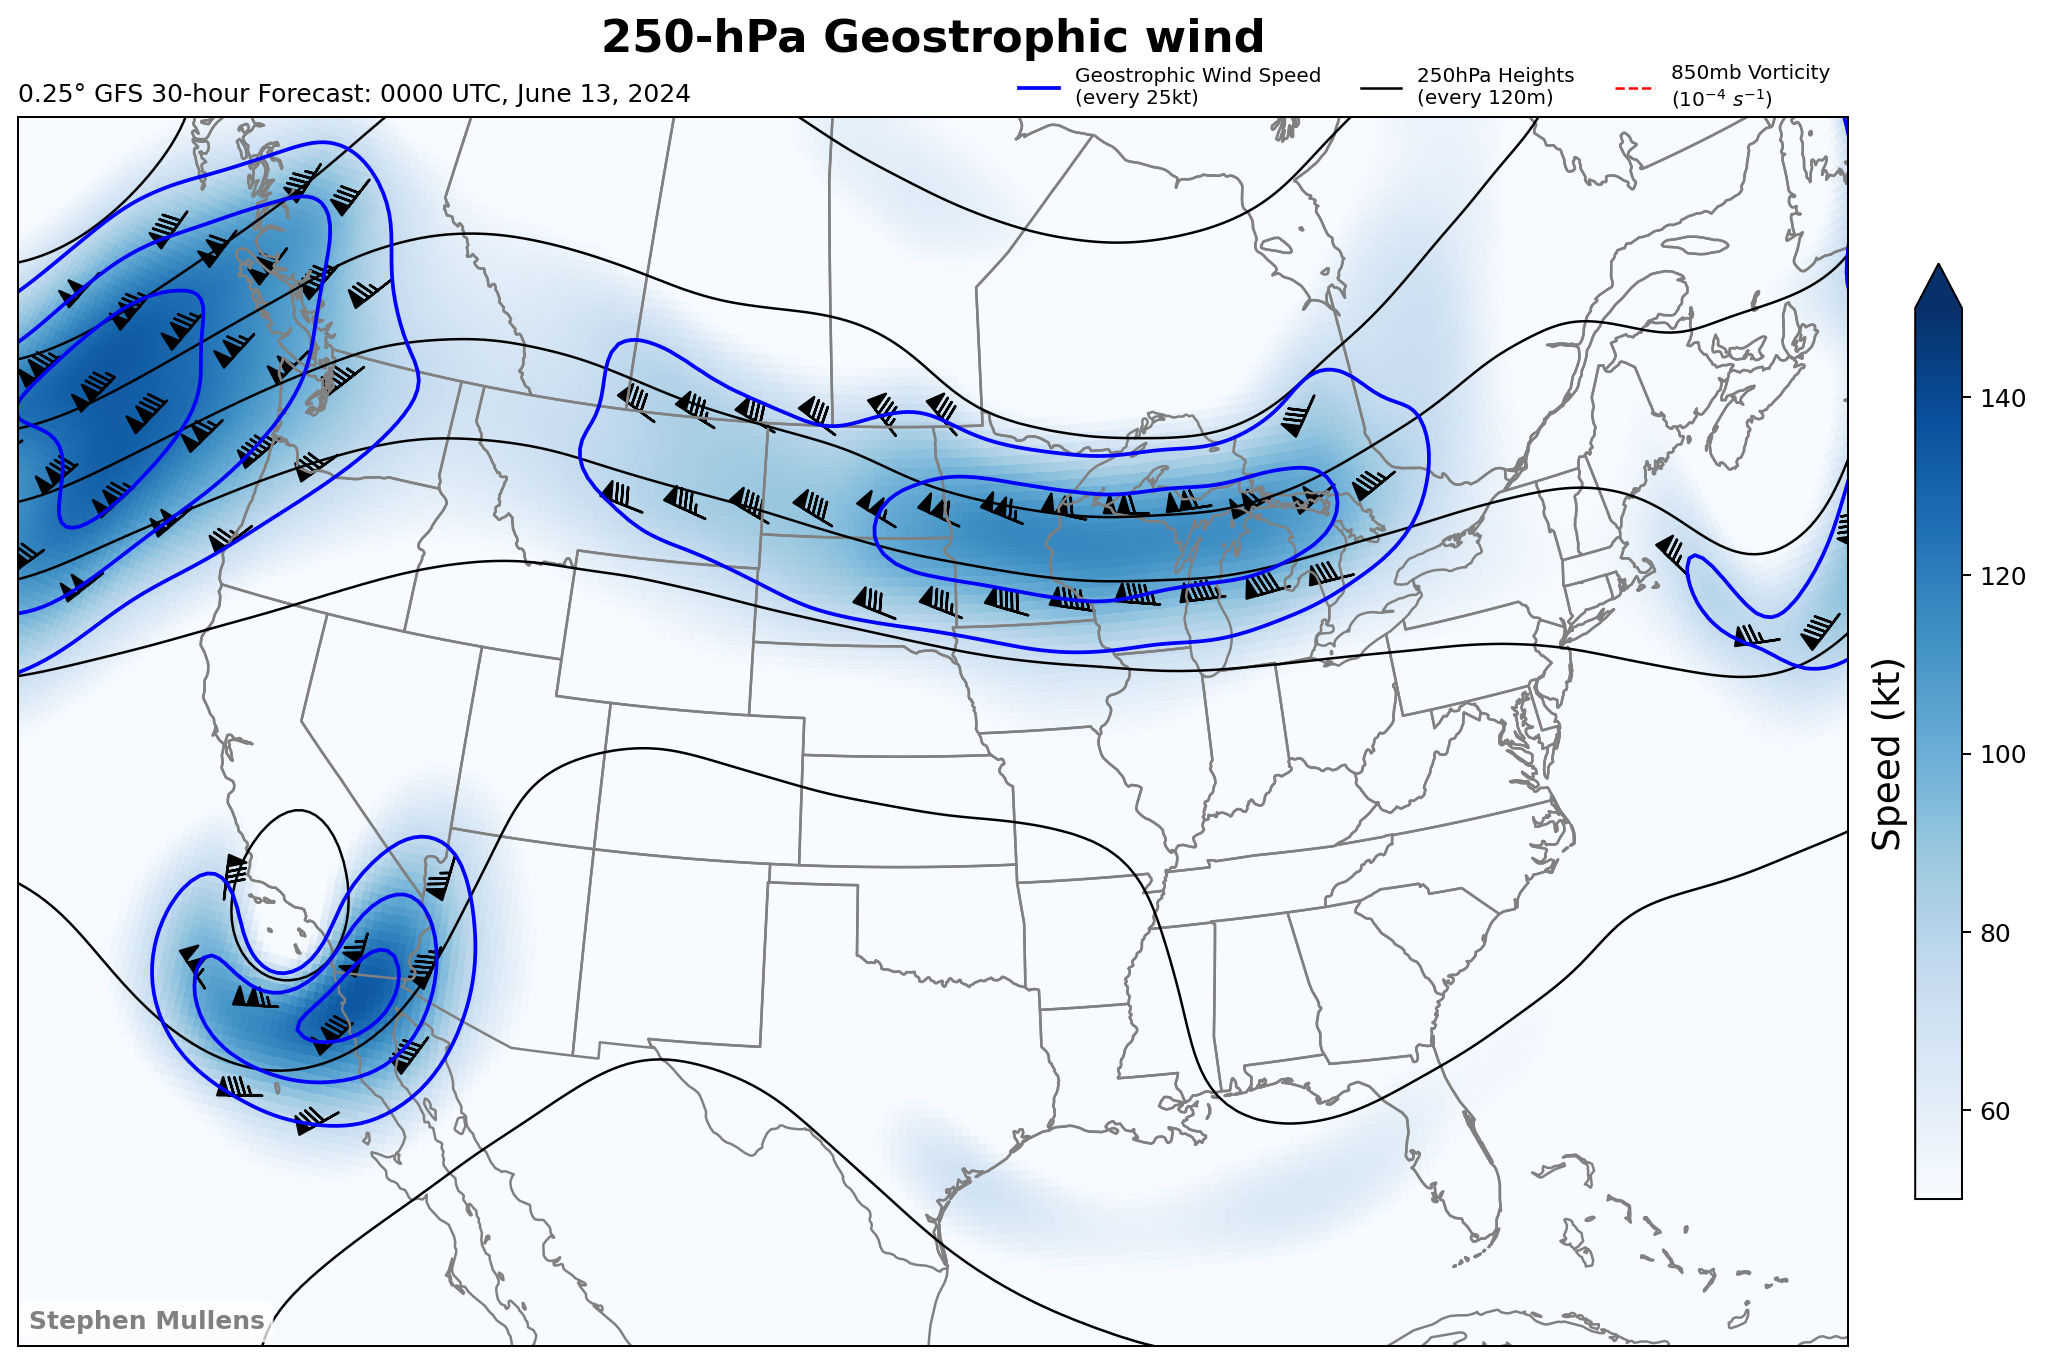 250-hPa Geostrophic wind
0.25° GFS 30-hour Forecast: 0000 UTC, June 13, 2024
Geostrophic Wind Speed
(every 25kt)
250hPa Heights
(every 120m)
850mb Vorticity
(10⁻⁴ s⁻¹)
140
120
100
80
60
Speed (kt)
Stephen Mullens